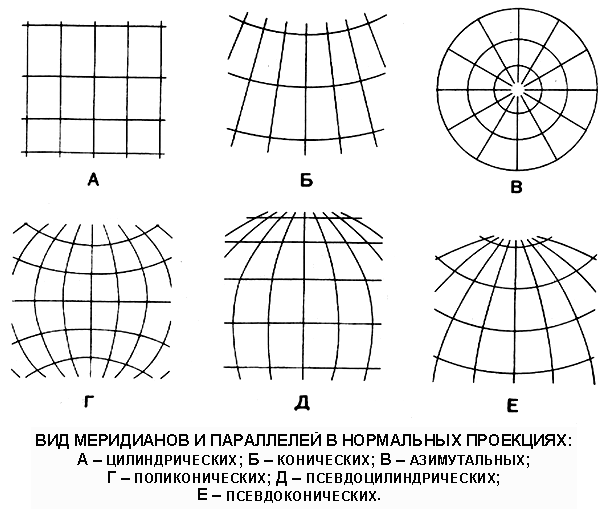 А Б В
Г Д Е
ВИД МЕРИДИАНОВ И ПАРАЛЛЕЛЕЙ В НОРМАЛЬНЫХ ПРОЕКЦИЯХ:
А – ЦИЛИНДРИЧЕСКИХ; Б – КОНИЧЕСКИХ; В – АЗИМУТАЛЬНЫХ;
Г – ПОЛИКОНИЧЕСКИХ; Д – ПСЕВДОЦИЛИНДРИЧЕСКИХ;
Е – ПСЕВДОКОНИЧЕСКИХ.